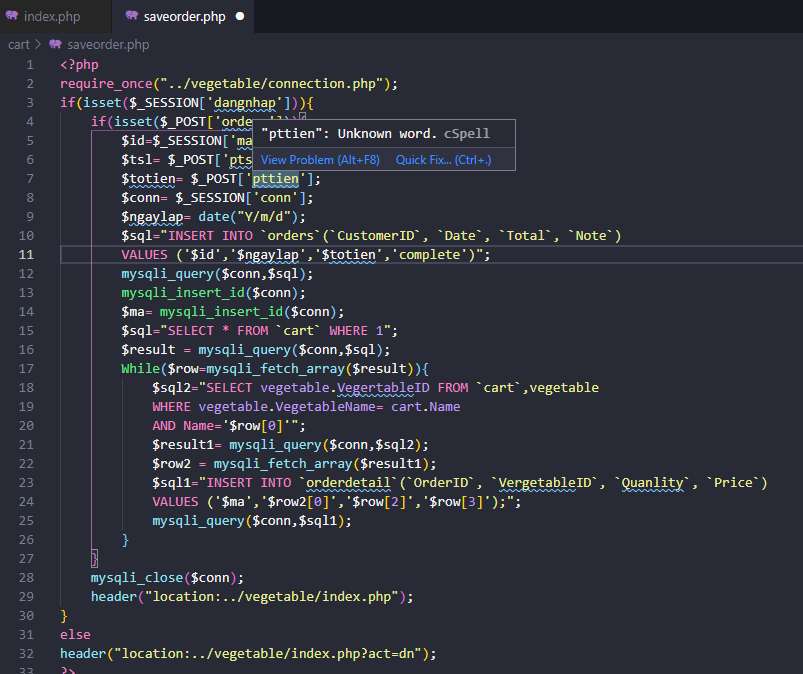 index.php
saveorder.php
cart > saveorder.php
1 <?php
2 require_once("../vegetable/connection.php");
3 if(isset($_SESSION['dangnhap'])){
4 if(isset($_POST['orde
"pttien": Unknown word. cSpell
5 $id=$_SESSION['ma
6 $tsl= $_POST['pts
View Problem (Alt+F8) Quick Fix... (Ctrl+.)
7 $totien= $_POST['pttien'];
8 $conn= $_SESSION['conn'];
9 $ngaylap= date("Y/m/d");
10 $sql="INSERT INTO `orders`(`CustomerID`, `Date`, `Total`, `Note`)
11 VALUES ('$id','$ngaylap','$totien','complete')";
12 mysqli_query($conn,$sql);
13 mysqli_insert_id($conn);
14 $ma= mysqli_insert_id($conn);
15 $sql="SELECT * FROM `cart` WHERE 1";
16 $result = mysqli_query($conn,$sql);
17 While($row=mysqli_fetch_array($result)){
18 $sql2="SELECT vegetable.VegertableID FROM `cart`,vegetable
19 WHERE vegetable.VegetableName= cart.Name
20 AND Name='$row[0]'";
21 $result1= mysqli_query($conn,$sql2);
22 $row2 = mysqli_fetch_array($result1);
23 $sql1="INSERT INTO `orderdetail`(`OrderID`, `VergetableID`, `Quanlity`, `Price`)
24 VALUES ('$ma','$row2[0]','$row[2]','$row[3]');";
25 mysqli_query($conn,$sql1);
26 }
27 }
28 mysqli_close($conn);
29 header("location:../vegetable/index.php");
30 }
31 else
32 header("location:../vegetable/index.php?act=dn");
33 ?>